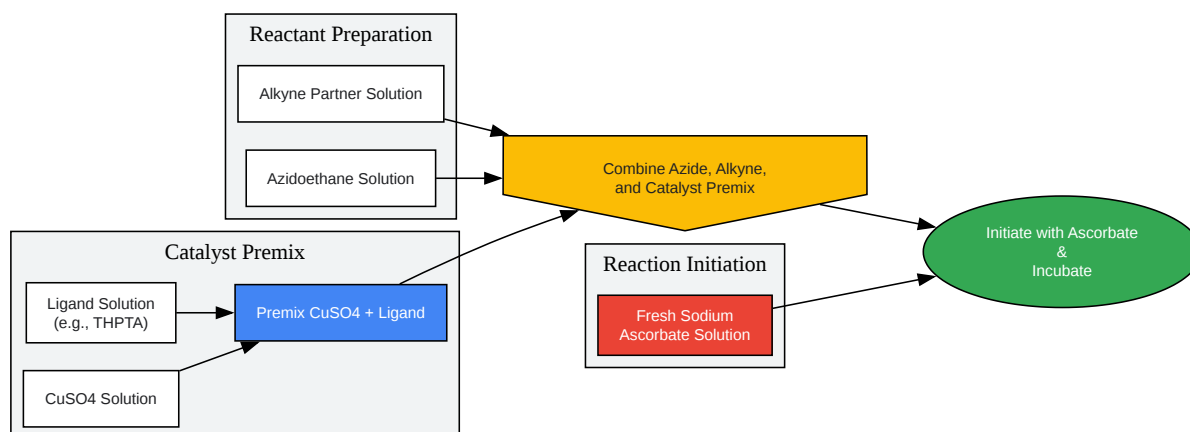 Reactant Preparation
Alkyne Partner Solution
Azidoethane Solution
Combine Azide, Alkyne,
and Catalyst Premix
Catalyst Premix
Ligand Solution
(e.g., THPTA)
Premix CuSO4 + Ligand
CuSO4 Solution
Reaction Initiation
Fresh Sodium
Ascorbate Solution
Initiate with Ascorbate
&
Incubate